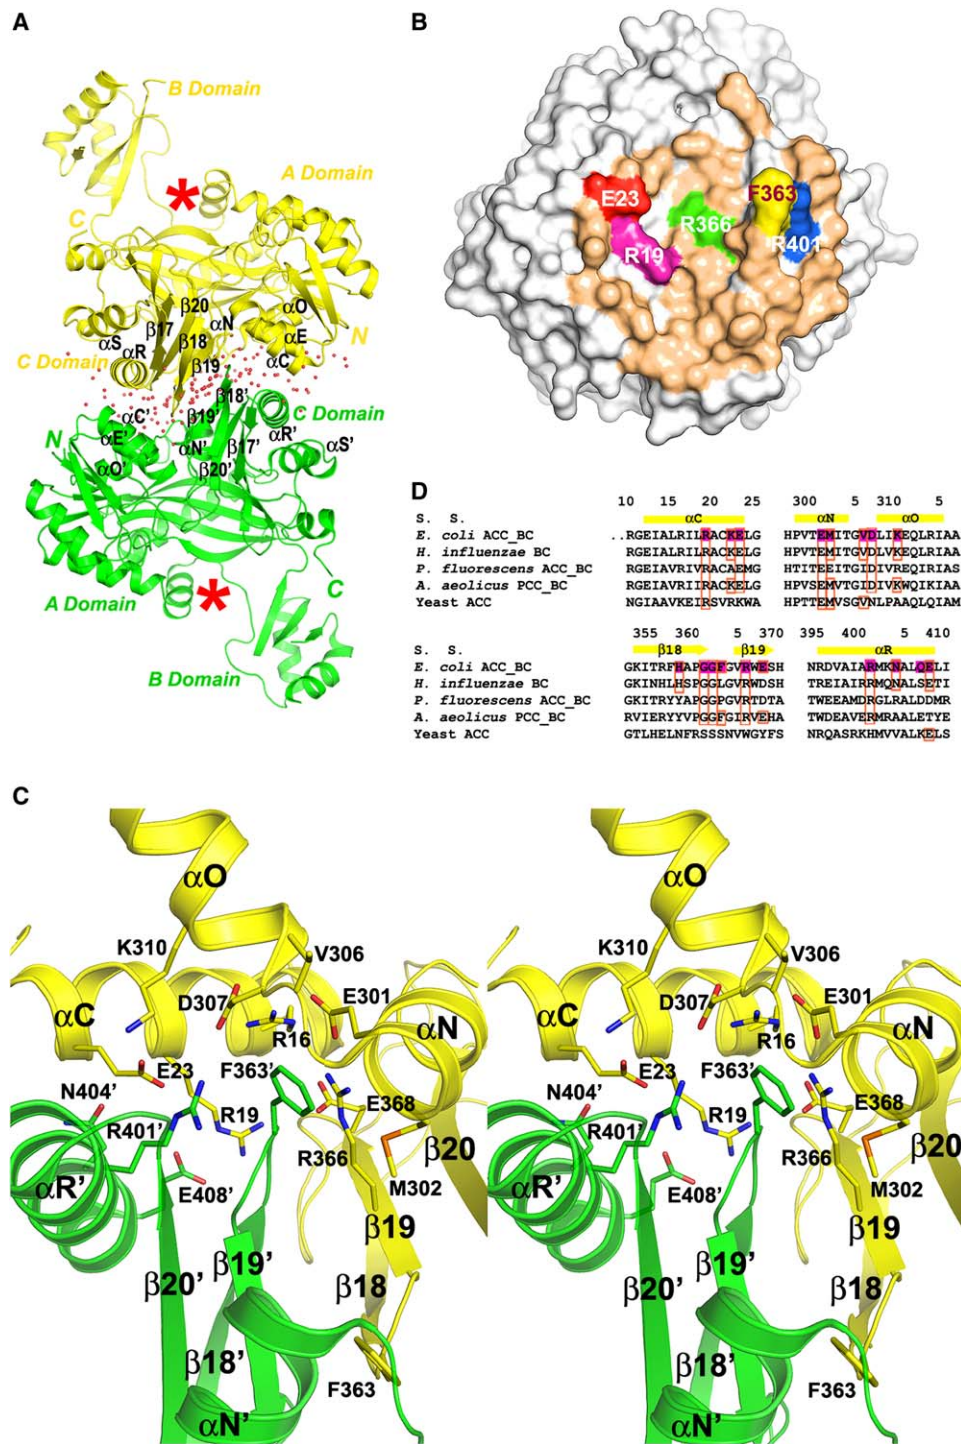 A
B Domain
A Domain
C
β20
αN
αO
β17
αS
αR
β18
αE
N
C Domain
β19
αC
β18’
αC’
β19’
C Domain
αR’
N
αE’
αN’
β17’
αS’
αO’
β20’
A Domain
C
B Domain
B
E23
R19
R366
F363
R401
D
10 15 20 25 300 5 310 5
S. S. αC αN αO
E. coli ACC_BC ..RGEIALRILRACKELG HPVTEMITGVDLIKEQLRIAA
H. influenzae BC RGEIALRILRACKELG HPVTEMITGVDLVKEQLRIAA
P. fluorescens ACC_BC RGEIAVRIVRACAEMG HTITEEITGIDIVREQIRIAS
A. aeolicus PCC_BC RGEIAVRIIRACKELG HPVSEMVTGIDIVKWQIKIAA
Yeast ACC NGIAAVKEIRSVRKWA HPTTEMVSGVNLPAAQLQIAM
355 360 5 370 395 400 5 410
S. S. β18 β19 αR
E. coli ACC_BC GKITRFHAPGGFGVRWESH NRDVAIARMKNALQELI
H. influenzae BC GKINHLHSPGGLGVRWDSH TREIAIRRMQNALSETI
P. fluorescens ACC_BC GKITRYYAPGGPGVRTDTA TWEEAMDRGLRALDDMR
A. aeolicus PCC_BC RVIERYYVPGGFGIRVEHA TWDEAVERMRAALETYE
Yeast ACC GTLHELNFRSSSNVWGYFS NRQASRKHMVVALKELS
C
αO
K310
V306
D307
E301
αC
R16
αN
E23
F363’
N404’
R19
E368
R401’
R366
β20
αR’
E408’
M302
β19
β20’
β19’
β18
β18’
F363
αN’
αO
K310
V306
D307
E301
αC
R16
αN
E23
F363’
N404’
R19
E368
R401’
R366
β20
αR’
E408’
M302
β19
β20’
β19’
β18
β18’
F363
αN’